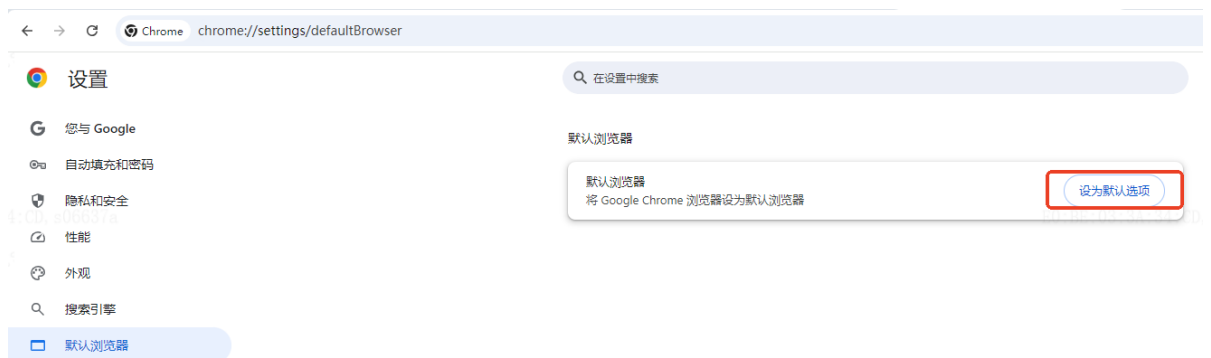 Chrome chrome://settings/defaultBrowser
设置
在设置中搜索
您与 Google
自动填充和密码
隐私和安全
性能
外观
搜索引擎
默认浏览器
默认浏览器
默认浏览器
将 Google Chrome 浏览器设为默认浏览器
设为默认选项